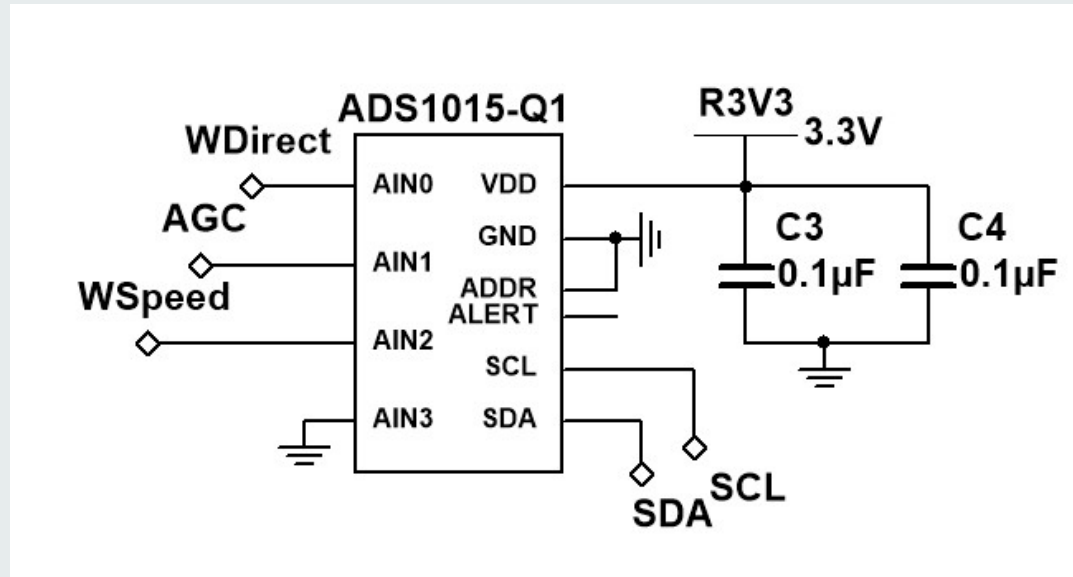 ADS1015-Q1
R3V3
3.3V
WDirect
AIN0
VDD
AGC
GND
C3
C4
AIN1
0.1µF
0.1µF
WSpeed
ADDR
ALERT
AIN2
SCL
AIN3
SDA
SCL
SDA